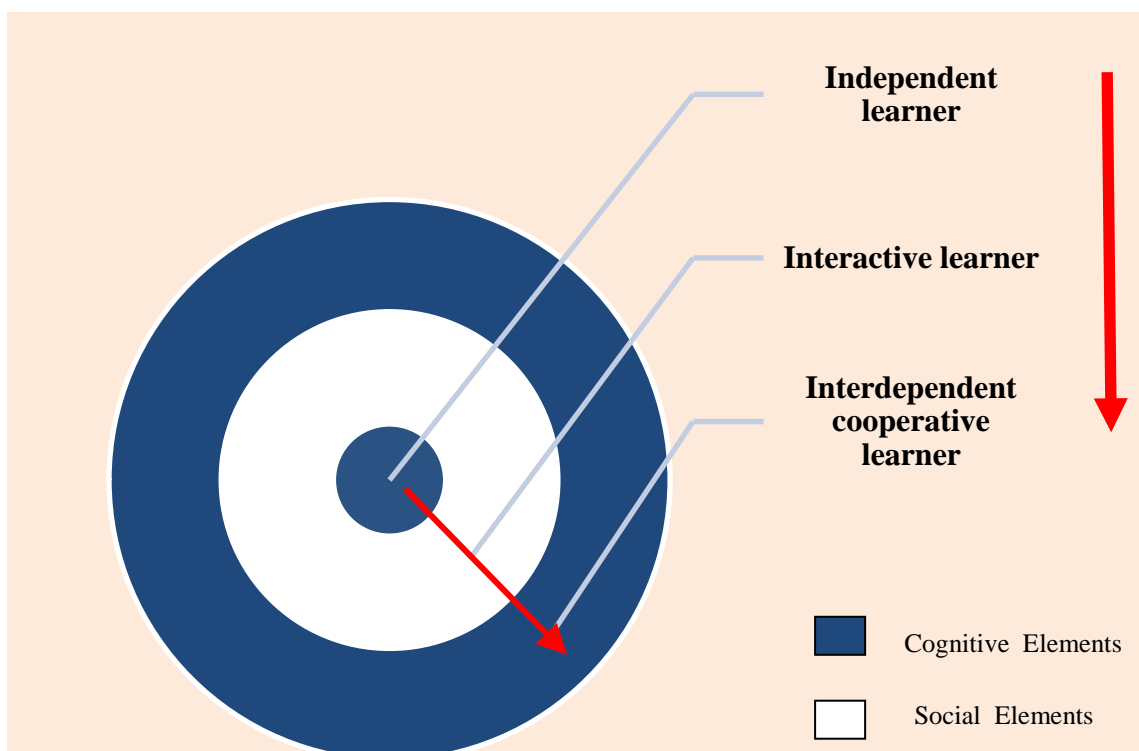 Independent
learner
Interactive learner
Interdependent
cooperative
learner
Cognitive Elements
Social Elements